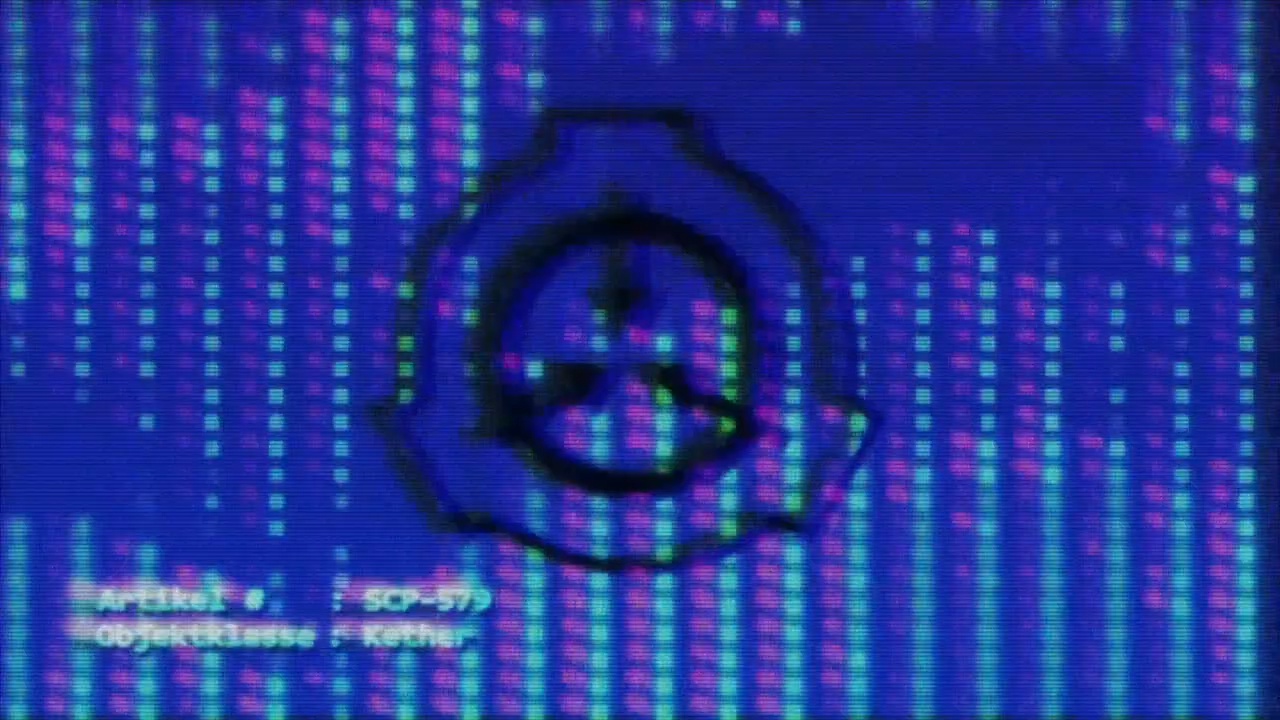 Artikel # : SCP-579
Objektklasse : Kether